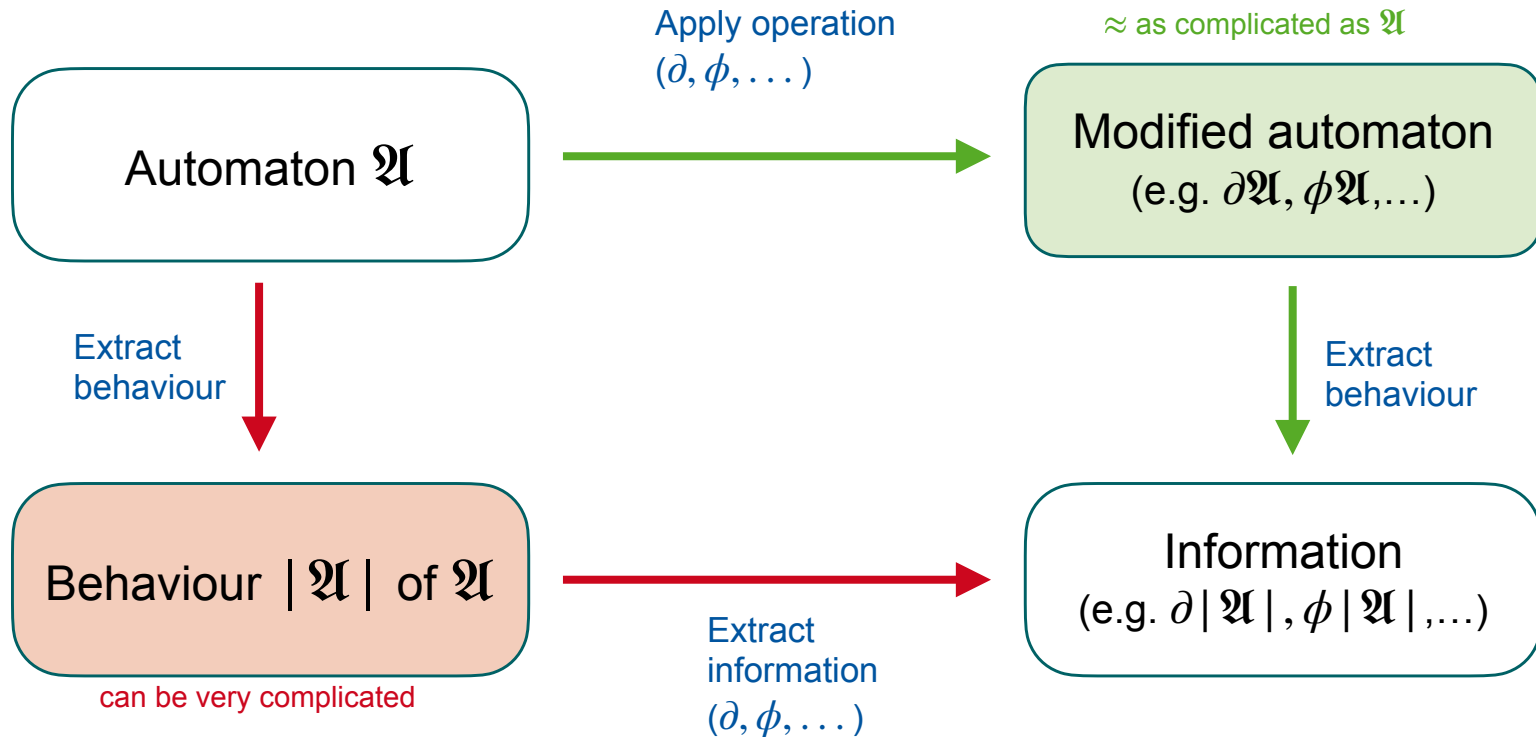 Apply operation
(∂, ϕ, . . . )
≈ as complicated as 𝕬
Automaton 𝕬
Modified automaton
(e.g. ∂𝕬, ϕ𝕬,…)
Extract
behaviour
Extract
behaviour
Behaviour |𝕬| of 𝕬
can be very complicated
Extract
information
(∂, ϕ, . . . )
Information
(e.g. ∂|𝕬|, ϕ|𝕬|,…)